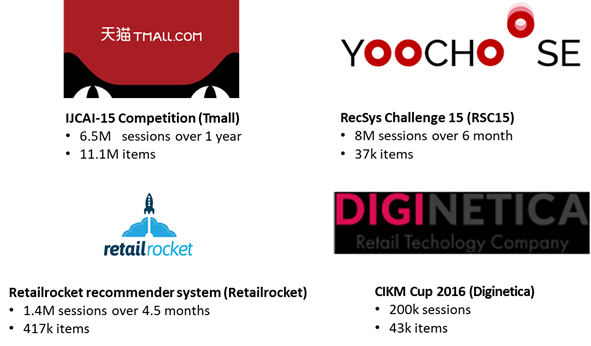 天猫 TMALL.COM
IJCAI-15 Competition (Tmall)
• 6.5M sessions over 1 year
• 11.1M items
YOOCHOOSE
RecSys Challenge 15 (RSC15)
• 8M sessions over 6 month
• 37k items
retailrocket
Retailrocket recommender system (Retailrocket)
• 1.4M sessions over 4.5 months
• 417k items
DIGINETICA
Retail Techology Company
CIKM Cup 2016 (Diginetica)
• 200k sessions
• 43k items